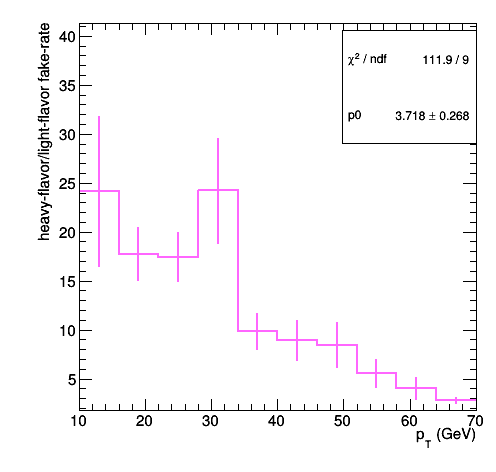 heavy-flavor/light-flavor fake-rate
40
35
30
25
20
15
10
5
χ² / ndf 111.9 / 9
p0 3.718 ± 0.268
10 20 30 40 50 60 70
p_T (GeV)